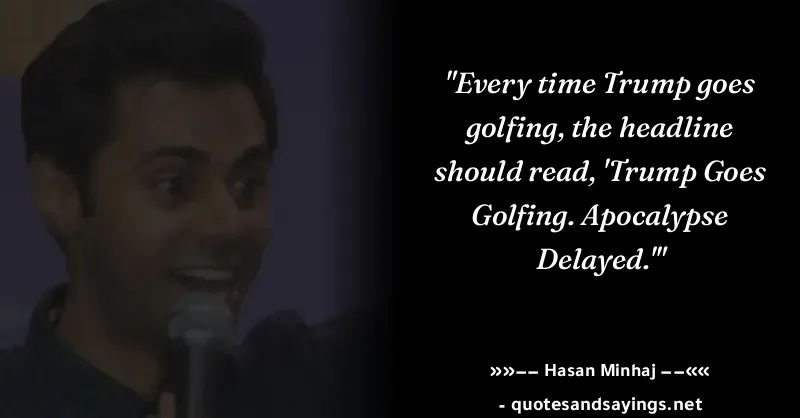 "Every time Trump goes
golfing, the headline
should read, 'Trump Goes
Golfing. Apocalypse
Delayed.'"
»»−− Hasan Minhaj −−««
- quotesandsayings.net